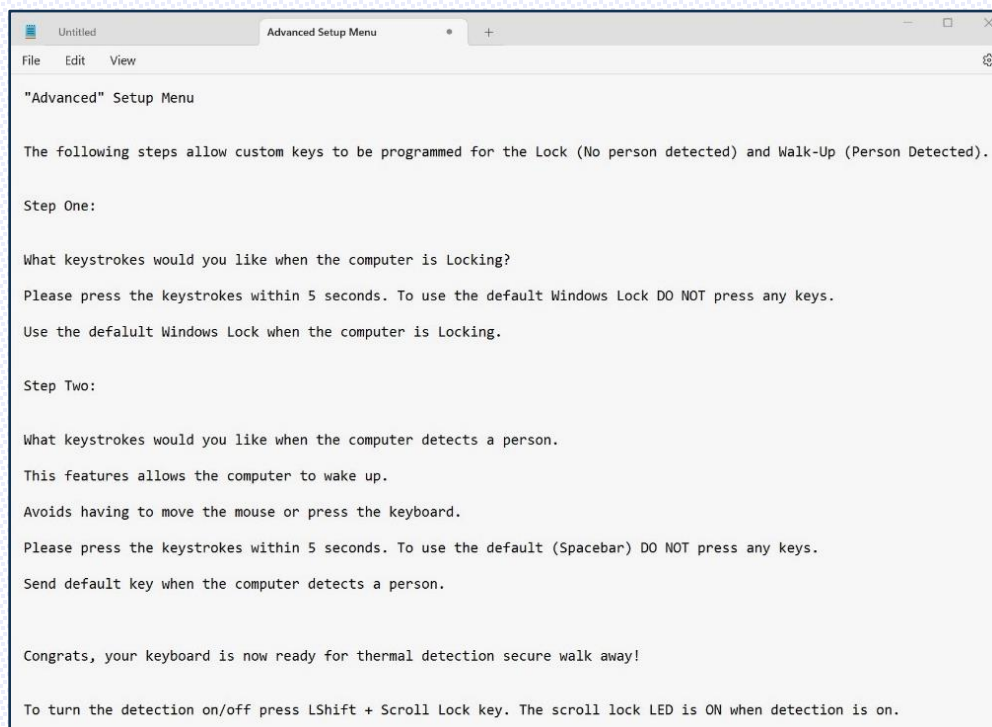 Untitled
Advanced Setup Menu
File Edit View
"Advanced" Setup Menu
The following steps allow custom keys to be programmed for the Lock (No person detected) and Walk-Up (Person Detected).
Step One:
What keystrokes would you like when the computer is Locking?
Please press the keystrokes within 5 seconds. To use the default Windows Lock DO NOT press any keys.
Use the defalult Windows Lock when the computer is Locking.
Step Two:
What keystrokes would you like when the computer detects a person.
This features allows the computer to wake up.
Avoids having to move the mouse or press the keyboard.
Please press the keystrokes within 5 seconds. To use the default (Spacebar) DO NOT press any keys.
Send default key when the computer detects a person.
Congrats, your keyboard is now ready for thermal detection secure walk away!
To turn the detection on/off press LShift + Scroll Lock key. The scroll lock LED is ON when detection is on.